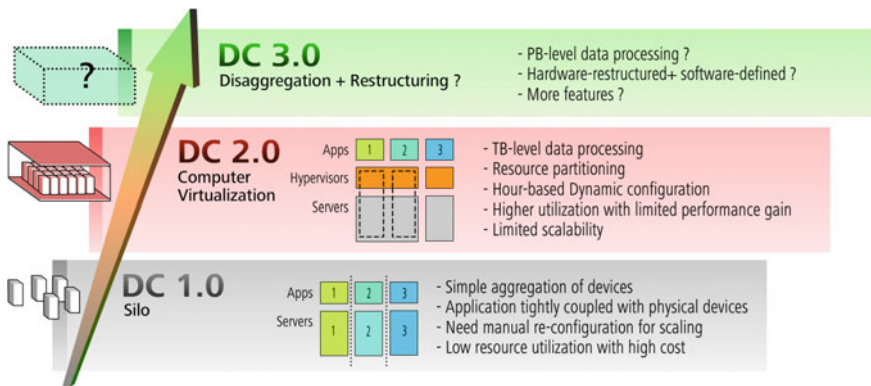 ?
DC 3.0
Disaggregation + Restructuring ?
- PB-level data processing ?
- Hardware-restructured+ software-defined ?
- More features ?
DC 2.0
Computer
Virtualization
Apps 1 2 3
Hypervisors
Servers
- TB-level data processing
- Resource partitioning
- Hour-based Dynamic configuration
- Higher utilization with limited performance gain
- Limited scalability
DC 1.0
Silo
Apps 1 2 3
Servers 1 2 3
- Simple aggregation of devices
- Application tightly coupled with physical devices
- Need manual re-configuration for scaling
- Low resource utilization with high cost